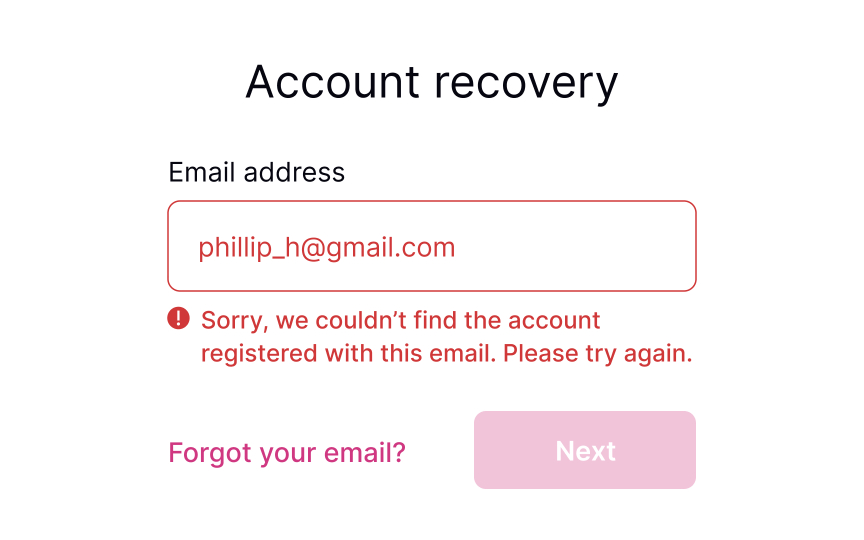 Account recovery
Email address
phillip_h@gmail.com
Sorry, we couldn’t find the account
registered with this email. Please try again.
Forgot your email?
Next